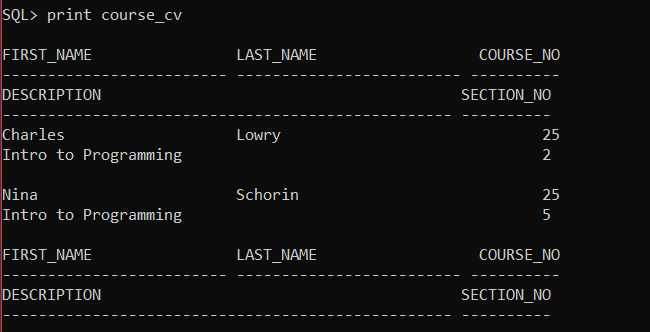 SQL> print course_cv
FIRST_NAME                LAST_NAME                  COURSE_NO
------------------------- ------------------------- ----------
DESCRIPTION                                        SECTION_NO
-------------------------------------------------- ----------
Charles                   Lowry                             25
Intro to Programming                                        2
Nina                      Schorin                           25
Intro to Programming                                        5
FIRST_NAME                LAST_NAME                  COURSE_NO
------------------------- ------------------------- ----------
DESCRIPTION                                        SECTION_NO
-------------------------------------------------- ----------